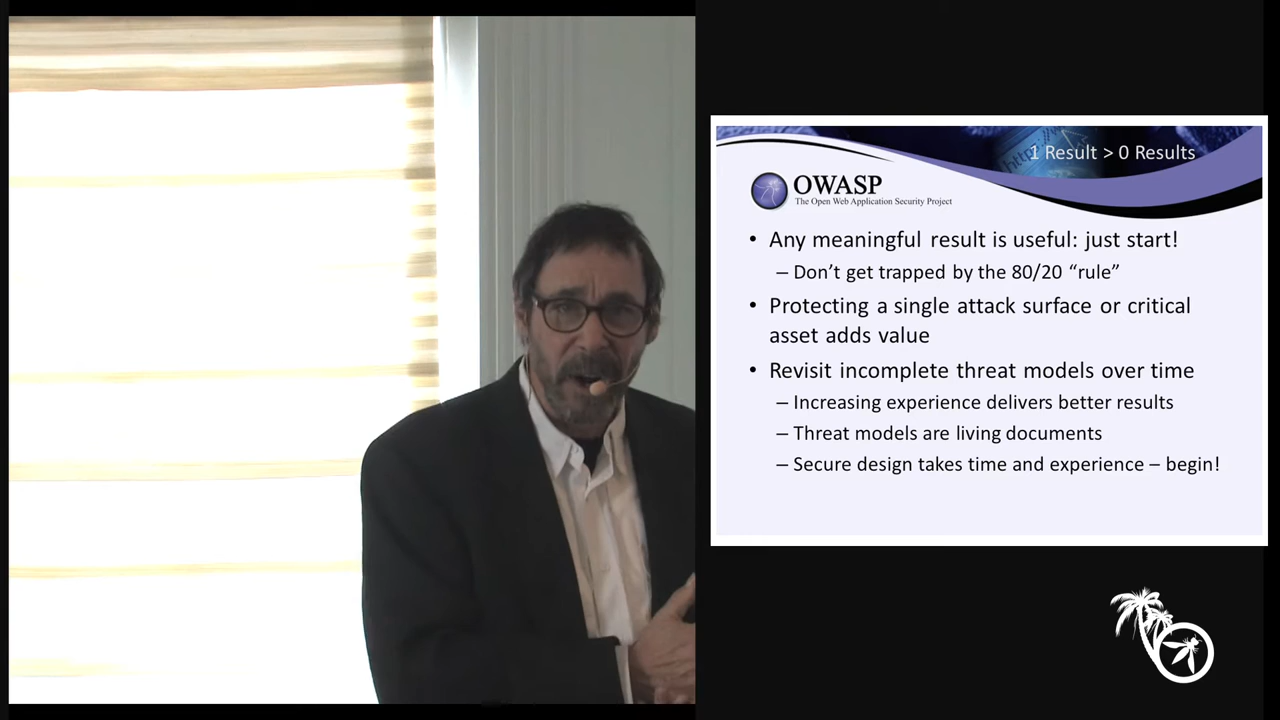 1 Result > 0 Results
OWASP
The Open Web Application Security Project
• Any meaningful result is useful: just start!
– Don’t get trapped by the 80/20 “rule”
• Protecting a single attack surface or critical
asset adds value
• Revisit incomplete threat models over time
– Increasing experience delivers better results
– Threat models are living documents
– Secure design takes time and experience – begin!